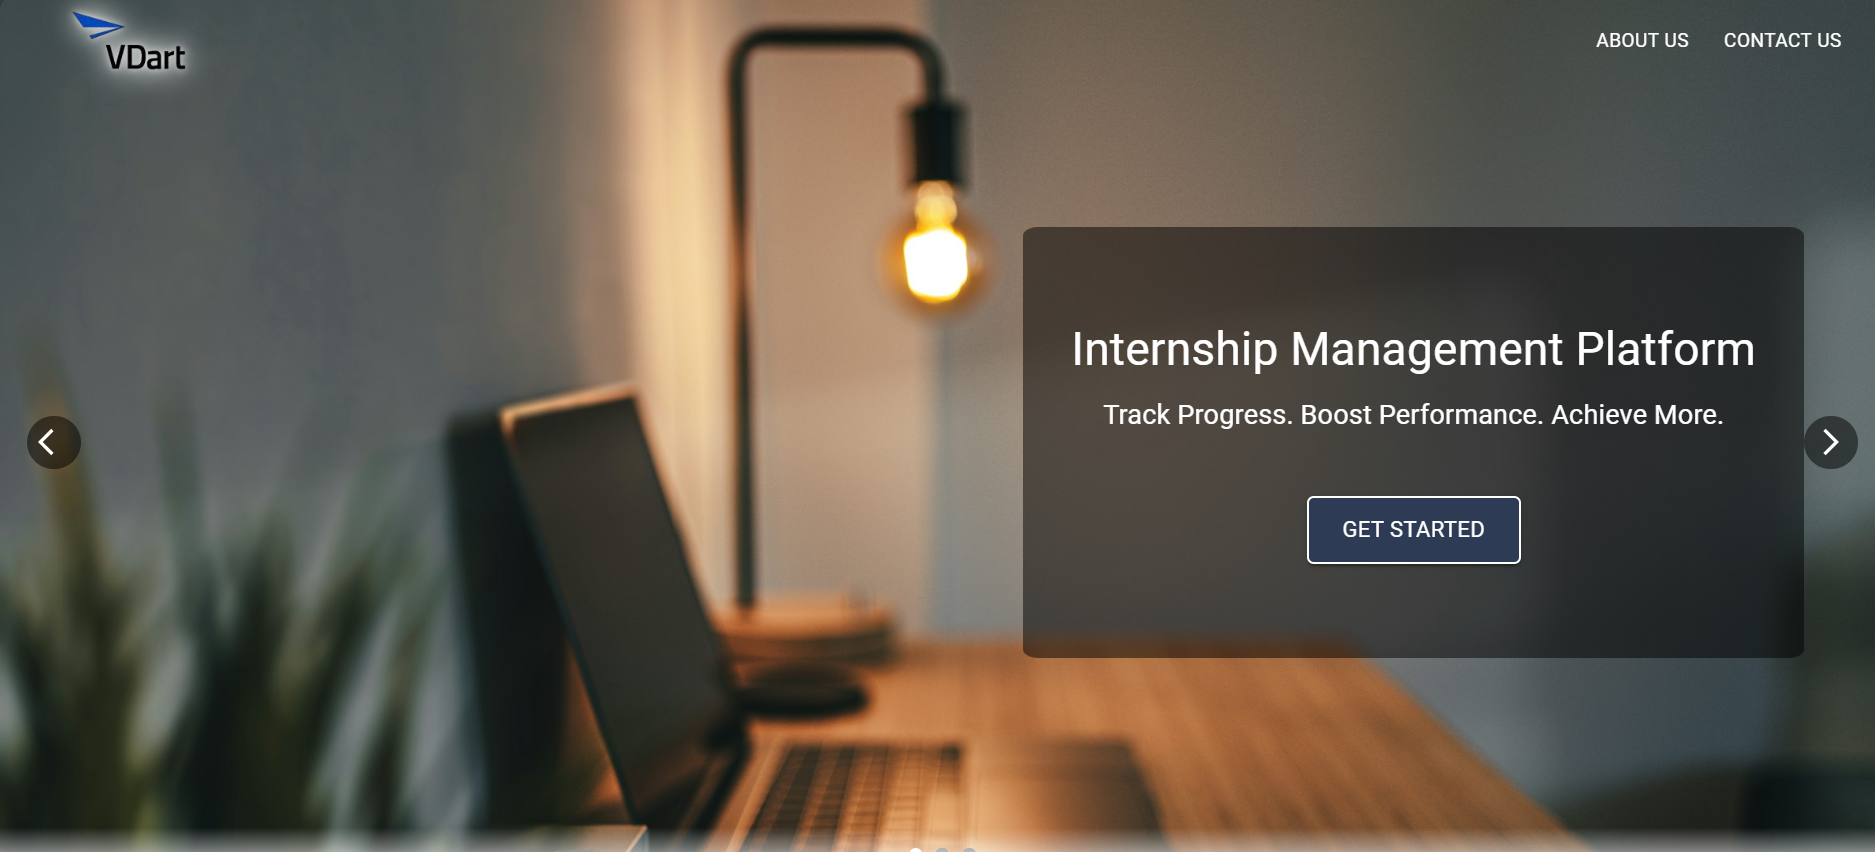 VDart
ABOUT US
CONTACT US
Internship Management Platform
Track Progress. Boost Performance. Achieve More.
GET STARTED